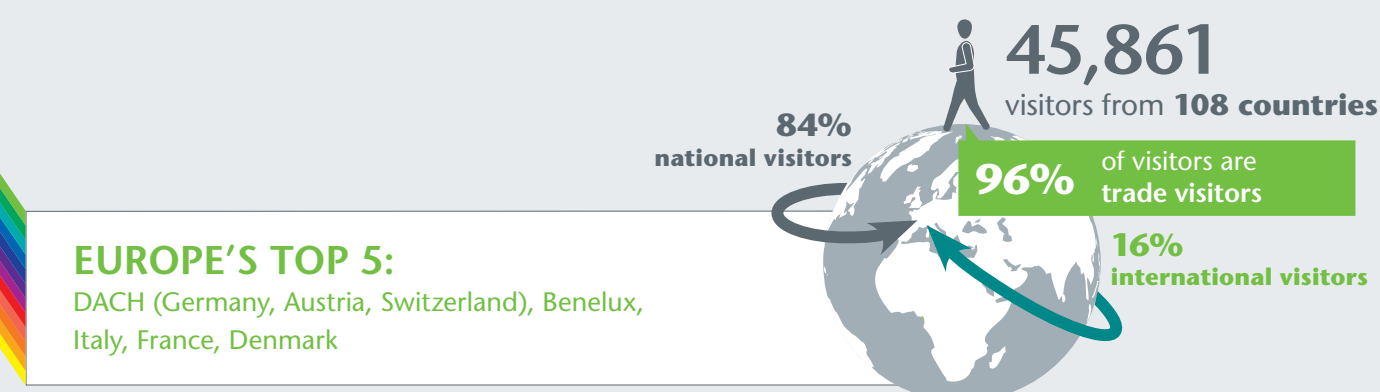 45,861
visitors from 108 countries
84%
national visitors
96%
of visitors are
trade visitors
16%
international visitors
EUROPE’S TOP 5:
DACH (Germany, Austria, Switzerland), Benelux,
Italy, France, Denmark